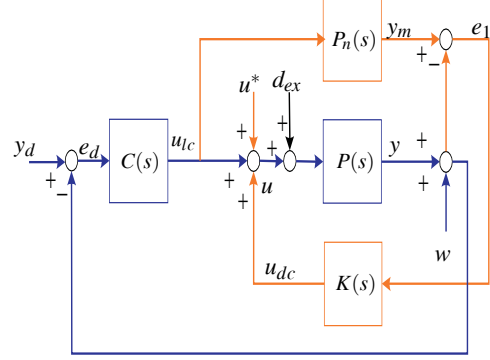 P_n(s) y_m e_1
+ −
u* d_ex
+ +
y_d e_d C(s) u_lc + + P(s) y +
+ − u + +
w
u_dc K(s)